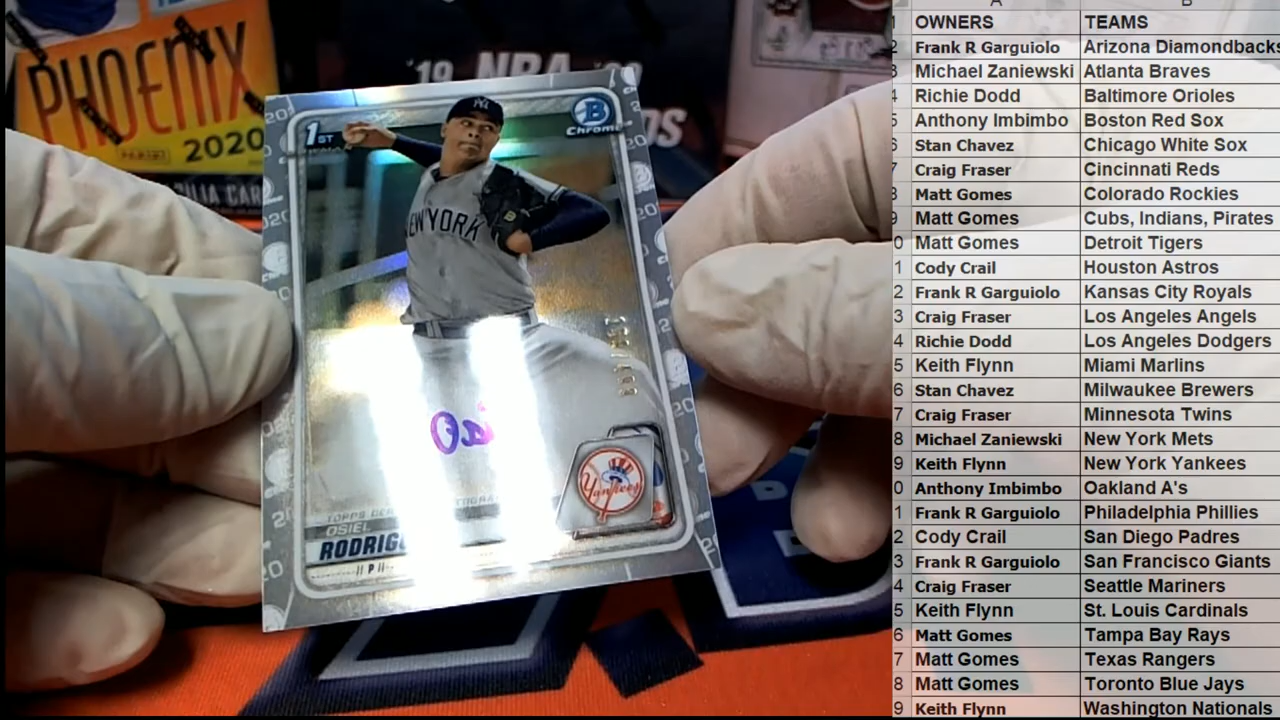 PHOENIX
PANINI
2020
'19 NBA '20
1ST
B
Chrome
NEW YORK
Yankees
OSIEL
P
A B
OWNERS TEAMS
Frank R Garguiolo Arizona Diamondbacks
Michael Zaniewski Atlanta Braves
Richie Dodd Baltimore Orioles
Anthony Imbimbo Boston Red Sox
Stan Chavez Chicago White Sox
Craig Fraser Cincinnati Reds
Matt Gomes Colorado Rockies
Matt Gomes Cubs, Indians, Pirates
Matt Gomes Detroit Tigers
Cody Crail Houston Astros
Frank R Garguiolo Kansas City Royals
Craig Fraser Los Angeles Angels
Richie Dodd Los Angeles Dodgers
Keith Flynn Miami Marlins
Stan Chavez Milwaukee Brewers
Craig Fraser Minnesota Twins
Michael Zaniewski New York Mets
Keith Flynn New York Yankees
Anthony Imbimbo Oakland A's
Frank R Garguiolo Philadelphia Phillies
Cody Crail San Diego Padres
Frank R Garguiolo San Francisco Giants
Craig Fraser Seattle Mariners
Keith Flynn St. Louis Cardinals
Matt Gomes Tampa Bay Rays
Matt Gomes Texas Rangers
Matt Gomes Toronto Blue Jays
Keith Flynn Washington Nationals